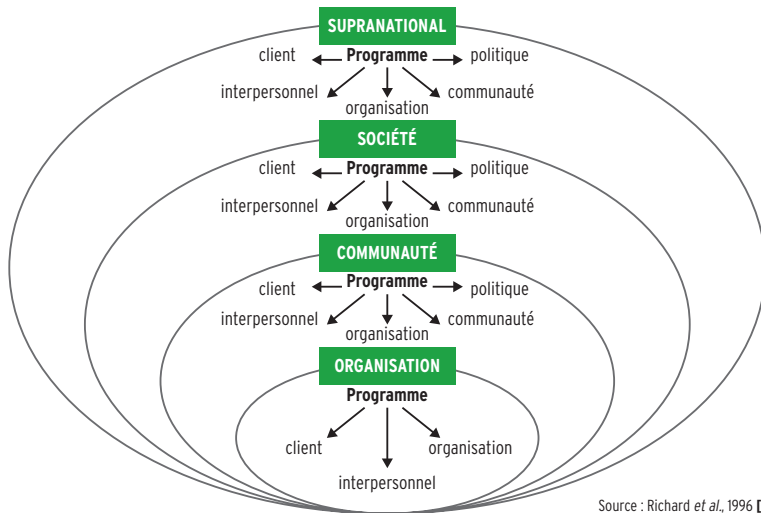 SUPRANATIONAL
client Programme politique
interpersonnel communauté
organisation
SOCIÉTÉ
client Programme politique
interpersonnel communauté
organisation
COMMUNAUTÉ
client Programme politique
interpersonnel communauté
organisation
ORGANISATION
Programme
client organisation
interpersonnel
Source : Richard et al., 1996 [